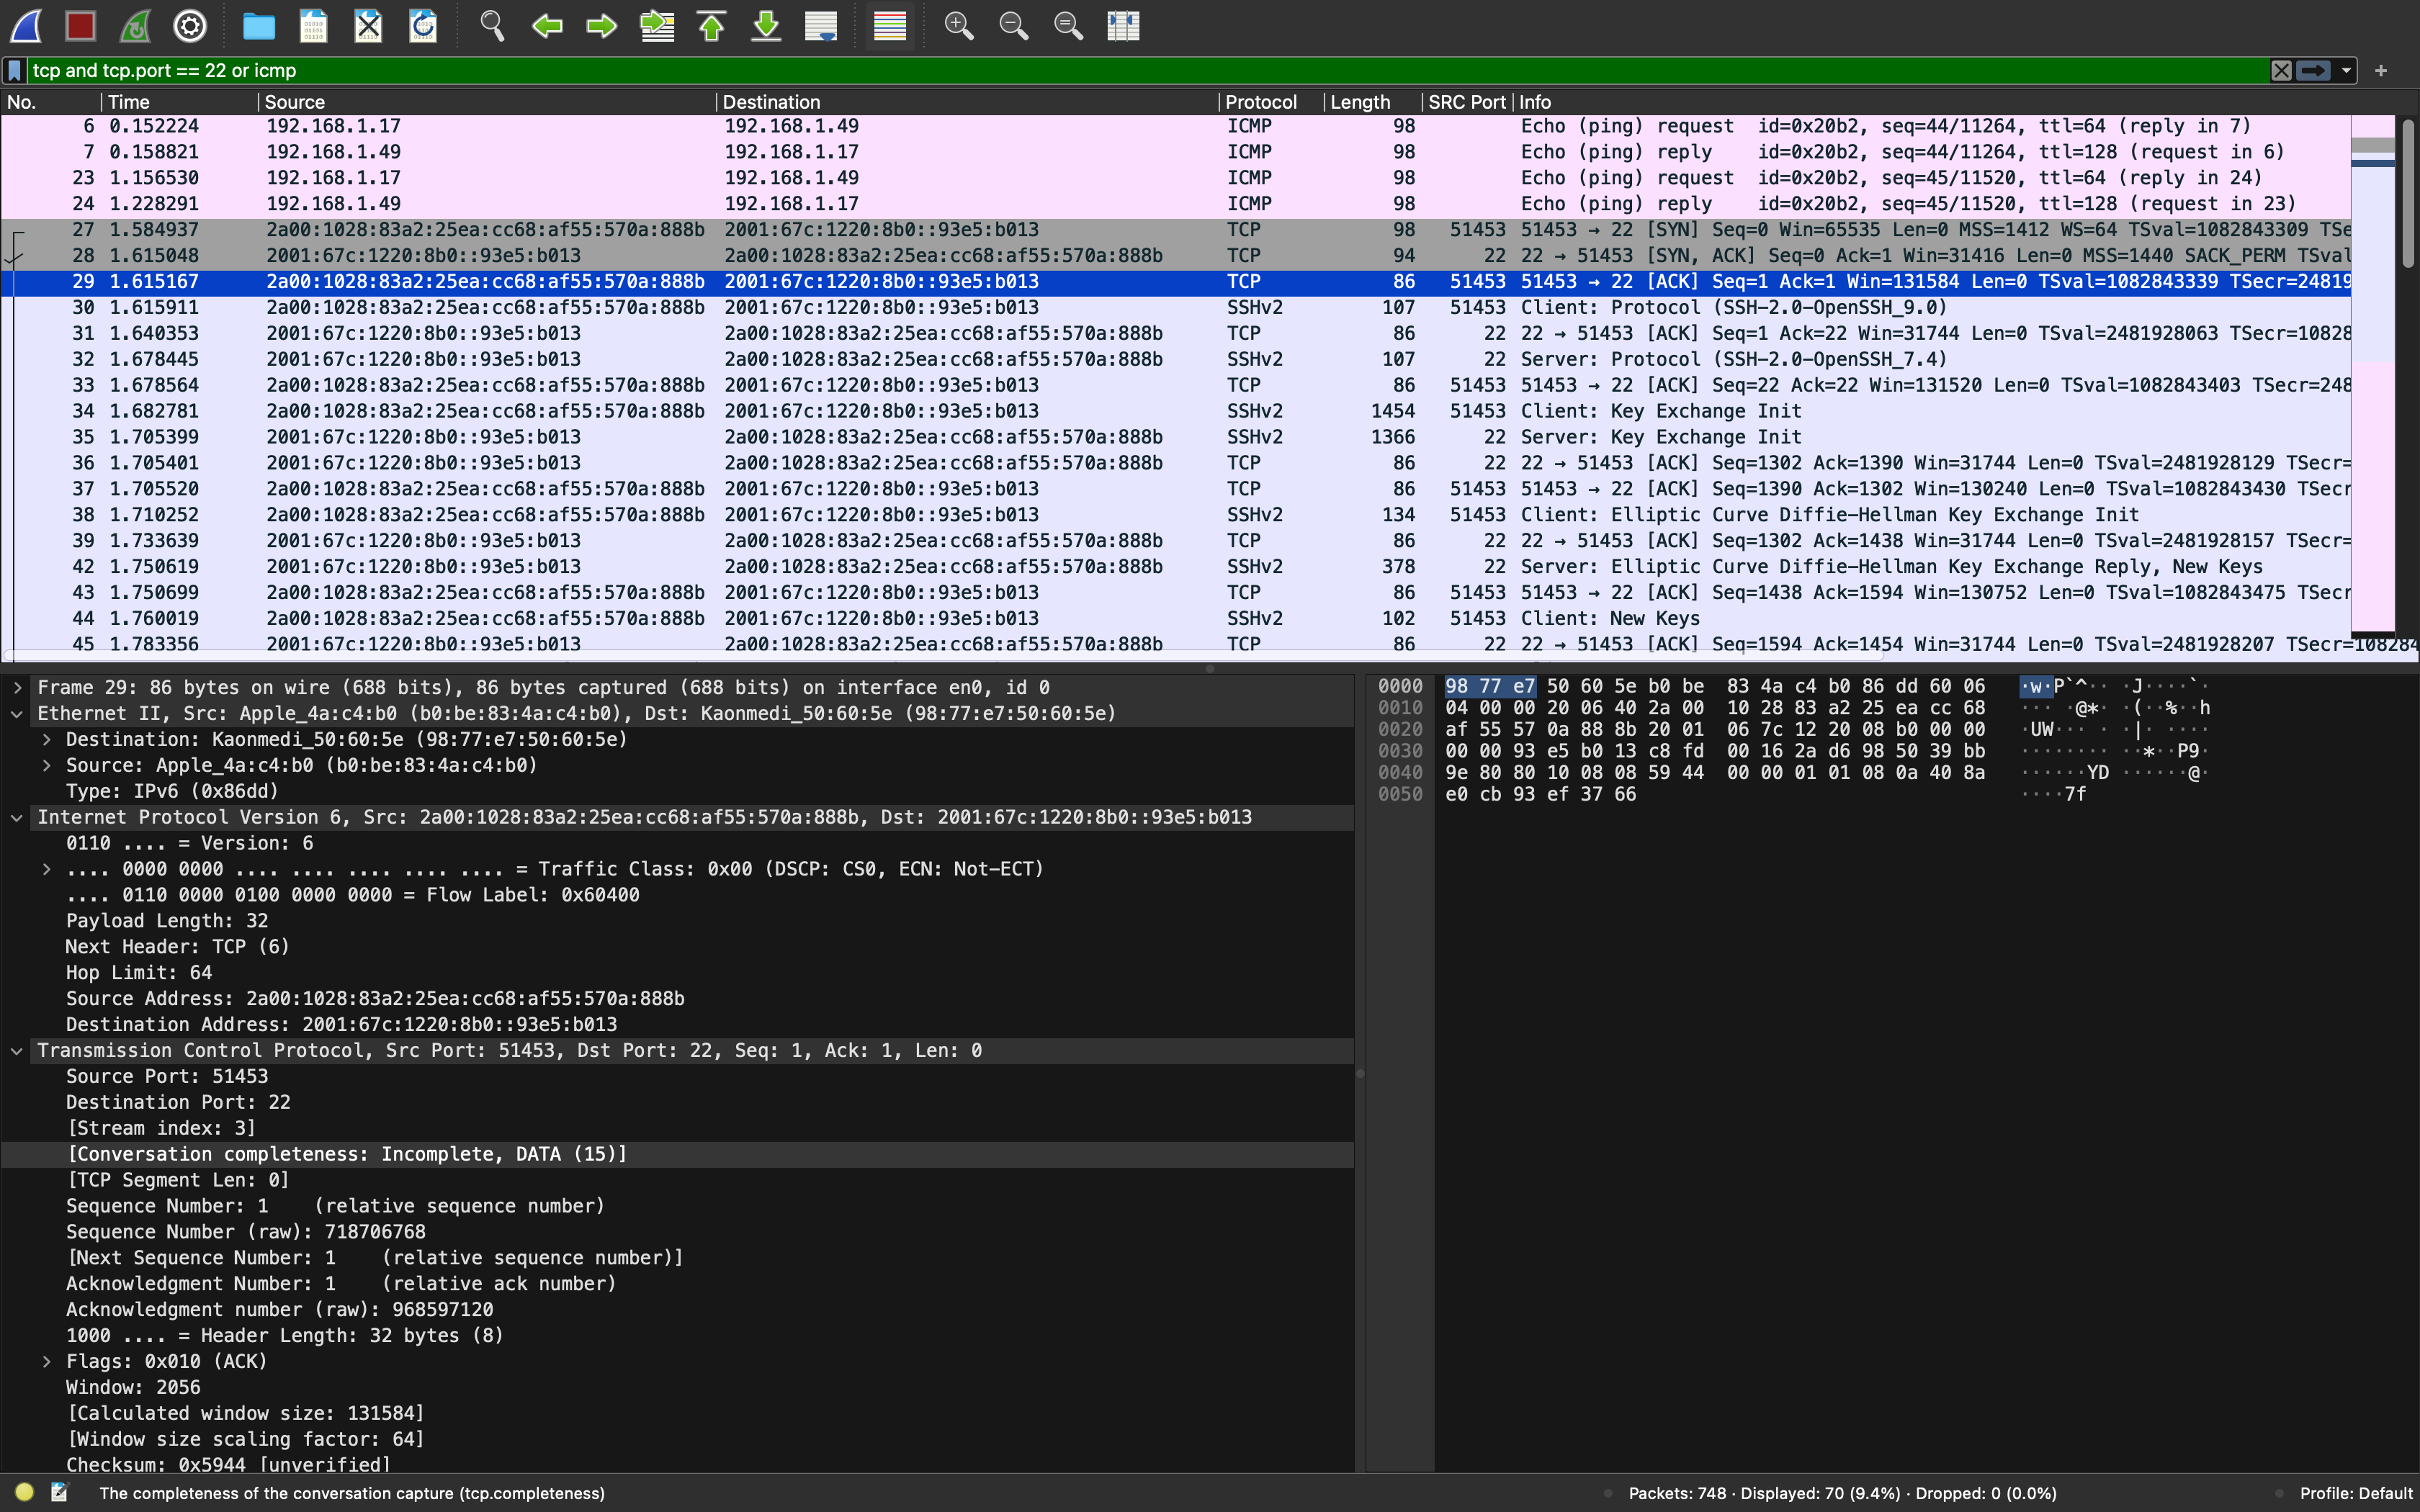 tcp and tcp.port == 22 or icmp
No. Time Source Destination Protocol Length SRC Port Info
6 0.152224 192.168.1.17 192.168.1.49 ICMP 98 Echo (ping) request id=0x20b2, seq=44/11264, ttl=64 (reply in 7)
7 0.158821 192.168.1.49 192.168.1.17 ICMP 98 Echo (ping) reply id=0x20b2, seq=44/11264, ttl=128 (request in 6)
23 1.156530 192.168.1.17 192.168.1.49 ICMP 98 Echo (ping) request id=0x20b2, seq=45/11520, ttl=64 (reply in 24)
24 1.228291 192.168.1.49 192.168.1.17 ICMP 98 Echo (ping) reply id=0x20b2, seq=45/11520, ttl=128 (request in 23)
27 1.584937 2a00:1028:83a2:25ea:cc68:af55:570a:888b 2001:67c:1220:8b0::93e5:b013 TCP 98 51453 51453 → 22 [SYN] Seq=0 Win=65535 Len=0 MSS=1412 WS=64 TSval=1082843309 TSe
28 1.615048 2001:67c:1220:8b0::93e5:b013 2a00:1028:83a2:25ea:cc68:af55:570a:888b TCP 94 22 22 → 51453 [SYN, ACK] Seq=0 Ack=1 Win=31416 Len=0 MSS=1440 SACK_PERM TSval
29 1.615167 2a00:1028:83a2:25ea:cc68:af55:570a:888b 2001:67c:1220:8b0::93e5:b013 TCP 86 51453 51453 → 22 [ACK] Seq=1 Ack=1 Win=131584 Len=0 TSval=1082843339 TSecr=24819
30 1.615911 2a00:1028:83a2:25ea:cc68:af55:570a:888b 2001:67c:1220:8b0::93e5:b013 SSHv2 107 51453 Client: Protocol (SSH-2.0-OpenSSH_9.0)
31 1.640353 2001:67c:1220:8b0::93e5:b013 2a00:1028:83a2:25ea:cc68:af55:570a:888b TCP 86 22 22 → 51453 [ACK] Seq=1 Ack=22 Win=31744 Len=0 TSval=2481928063 TSecr=10828
32 1.678445 2001:67c:1220:8b0::93e5:b013 2a00:1028:83a2:25ea:cc68:af55:570a:888b SSHv2 107 22 Server: Protocol (SSH-2.0-OpenSSH_7.4)
33 1.678564 2a00:1028:83a2:25ea:cc68:af55:570a:888b 2001:67c:1220:8b0::93e5:b013 TCP 86 51453 51453 → 22 [ACK] Seq=22 Ack=22 Win=131520 Len=0 TSval=1082843403 TSecr=248
34 1.682781 2a00:1028:83a2:25ea:cc68:af55:570a:888b 2001:67c:1220:8b0::93e5:b013 SSHv2 1454 51453 Client: Key Exchange Init
35 1.705399 2001:67c:1220:8b0::93e5:b013 2a00:1028:83a2:25ea:cc68:af55:570a:888b SSHv2 1366 22 Server: Key Exchange Init
36 1.705401 2001:67c:1220:8b0::93e5:b013 2a00:1028:83a2:25ea:cc68:af55:570a:888b TCP 86 22 22 → 51453 [ACK] Seq=1302 Ack=1390 Win=31744 Len=0 TSval=2481928129 TSecr=
37 1.705520 2a00:1028:83a2:25ea:cc68:af55:570a:888b 2001:67c:1220:8b0::93e5:b013 TCP 86 51453 51453 → 22 [ACK] Seq=1390 Ack=1302 Win=130240 Len=0 TSval=1082843430 TSecr
38 1.710252 2a00:1028:83a2:25ea:cc68:af55:570a:888b 2001:67c:1220:8b0::93e5:b013 SSHv2 134 51453 Client: Elliptic Curve Diffie-Hellman Key Exchange Init
39 1.733639 2001:67c:1220:8b0::93e5:b013 2a00:1028:83a2:25ea:cc68:af55:570a:888b TCP 86 22 22 → 51453 [ACK] Seq=1302 Ack=1438 Win=31744 Len=0 TSval=2481928157 TSecr=
42 1.750619 2001:67c:1220:8b0::93e5:b013 2a00:1028:83a2:25ea:cc68:af55:570a:888b SSHv2 378 22 Server: Elliptic Curve Diffie-Hellman Key Exchange Reply, New Keys
43 1.750699 2a00:1028:83a2:25ea:cc68:af55:570a:888b 2001:67c:1220:8b0::93e5:b013 TCP 86 51453 51453 → 22 [ACK] Seq=1438 Ack=1594 Win=130752 Len=0 TSval=1082843475 TSecr
44 1.760019 2a00:1028:83a2:25ea:cc68:af55:570a:888b 2001:67c:1220:8b0::93e5:b013 SSHv2 102 51453 Client: New Keys
45 1.783356 2001:67c:1220:8b0::93e5:b013 2a00:1028:83a2:25ea:cc68:af55:570a:888b TCP 86 22 22 → 51453 [ACK] Seq=1594 Ack=1454 Win=31744 Len=0 TSval=2481928207 TSecr=108284
Frame 29: 86 bytes on wire (688 bits), 86 bytes captured (688 bits) on interface en0, id 0
Ethernet II, Src: Apple_4a:c4:b0 (b0:be:83:4a:c4:b0), Dst: Kaonmedi_50:60:5e (98:77:e7:50:60:5e)
Destination: Kaonmedi_50:60:5e (98:77:e7:50:60:5e)
Source: Apple_4a:c4:b0 (b0:be:83:4a:c4:b0)
Type: IPv6 (0x86dd)
Internet Protocol Version 6, Src: 2a00:1028:83a2:25ea:cc68:af55:570a:888b, Dst: 2001:67c:1220:8b0::93e5:b013
0110 .... = Version: 6
.... 0000 0000 .... .... .... .... .... = Traffic Class: 0x00 (DSCP: CS0, ECN: Not-ECT)
.... 0110 0000 0100 0000 0000 = Flow Label: 0x60400
Payload Length: 32
Next Header: TCP (6)
Hop Limit: 64
Source Address: 2a00:1028:83a2:25ea:cc68:af55:570a:888b
Destination Address: 2001:67c:1220:8b0::93e5:b013
Transmission Control Protocol, Src Port: 51453, Dst Port: 22, Seq: 1, Ack: 1, Len: 0
Source Port: 51453
Destination Port: 22
[Stream index: 3]
[Conversation completeness: Incomplete, DATA (15)]
[TCP Segment Len: 0]
Sequence Number: 1 (relative sequence number)
Sequence Number (raw): 718706768
[Next Sequence Number: 1 (relative sequence number)]
Acknowledgment Number: 1 (relative ack number)
Acknowledgment number (raw): 968597120
1000 .... = Header Length: 32 bytes (8)
Flags: 0x010 (ACK)
Window: 2056
[Calculated window size: 131584]
[Window size scaling factor: 64]
Checksum: 0x5944 [unverified]
0000 98 77 e7 50 60 5e b0 be 83 4a c4 b0 86 dd 60 06 ·w·P`^·· ·J····`·
0010 04 00 00 20 06 40 2a 00 10 28 83 a2 25 ea cc 68 ··· ·@*· ·(··%··h
0020 af 55 57 0a 88 8b 20 01 06 7c 12 20 08 b0 00 00 ·UW··· · ·|· ····
0030 00 00 93 e5 b0 13 c8 fd 00 16 2a d6 98 50 39 bb ········ ··*··P9·
0040 9e 80 80 10 08 08 59 44 00 00 01 01 08 0a 40 8a ······YD ······@·
0050 e0 cb 93 ef 37 66 ····7f
The completeness of the conversation capture (tcp.completeness)
Packets: 748 · Displayed: 70 (9.4%) · Dropped: 0 (0.0%)
Profile: Default